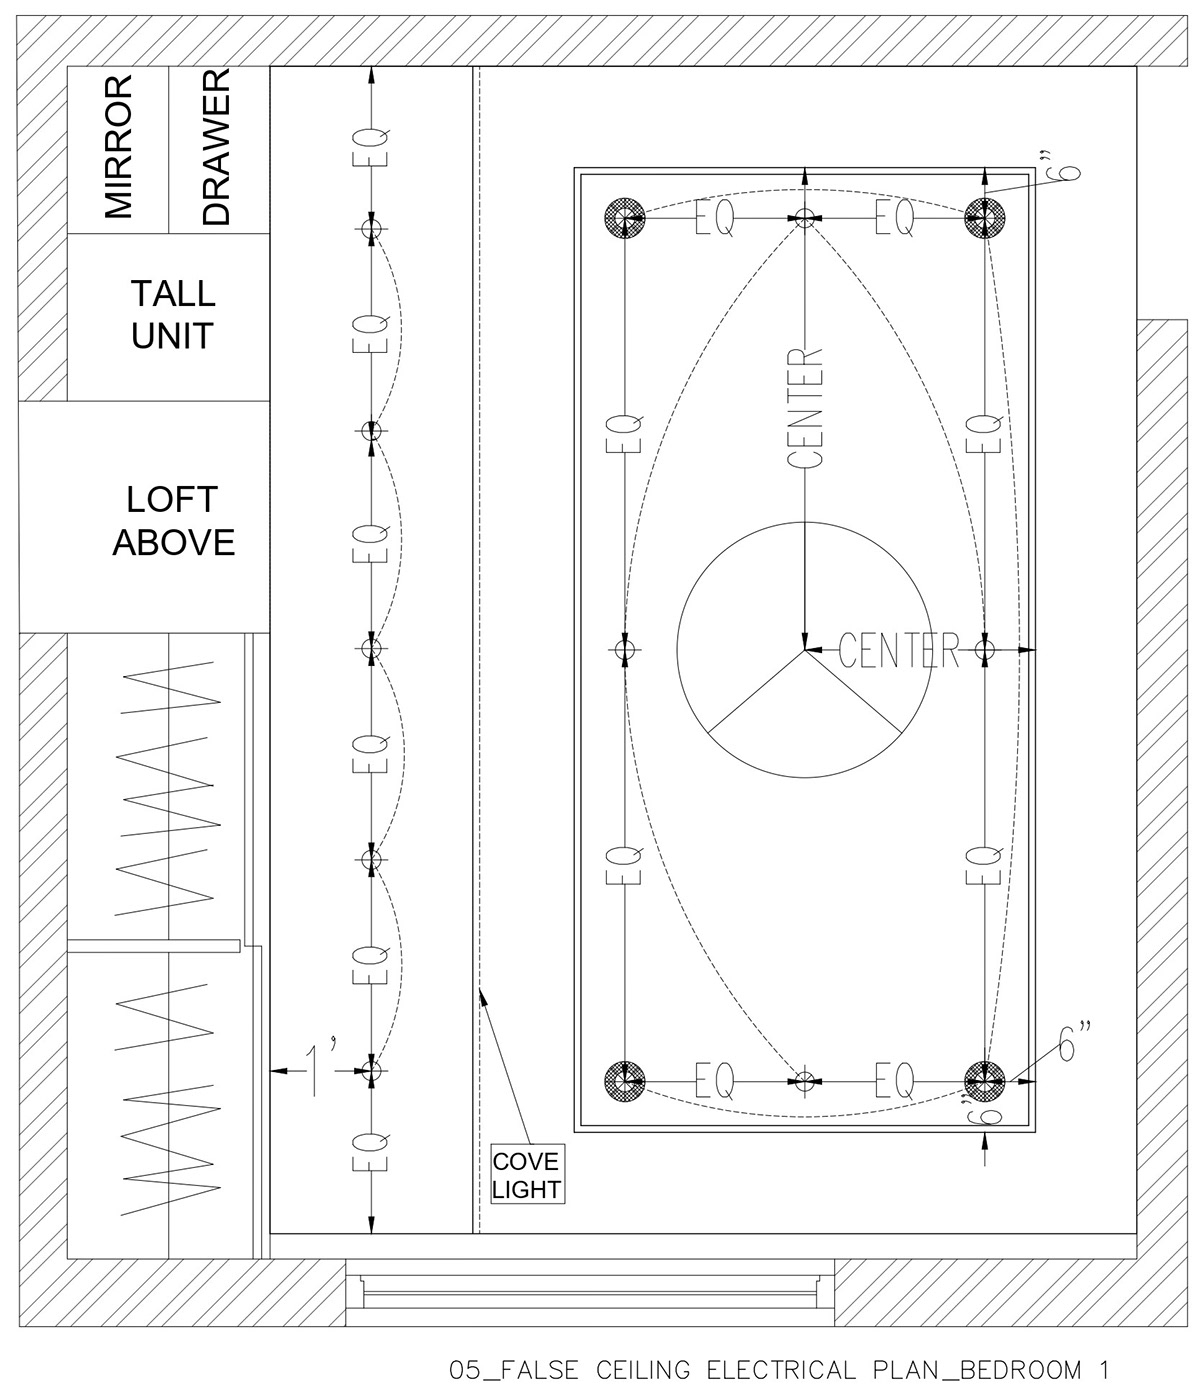 MIRROR
DRAWER
EQ
6"
EQ
EQ
TALL
UNIT
EQ
CENTER
EQ
EQ
LOFT
ABOVE
EQ
CENTER
EQ
EQ
EQ
EQ
1'
6"
EQ
EQ
6"
EQ
COVE
LIGHT
05_FALSE CEILING ELECTRICAL PLAN_BEDROOM 1